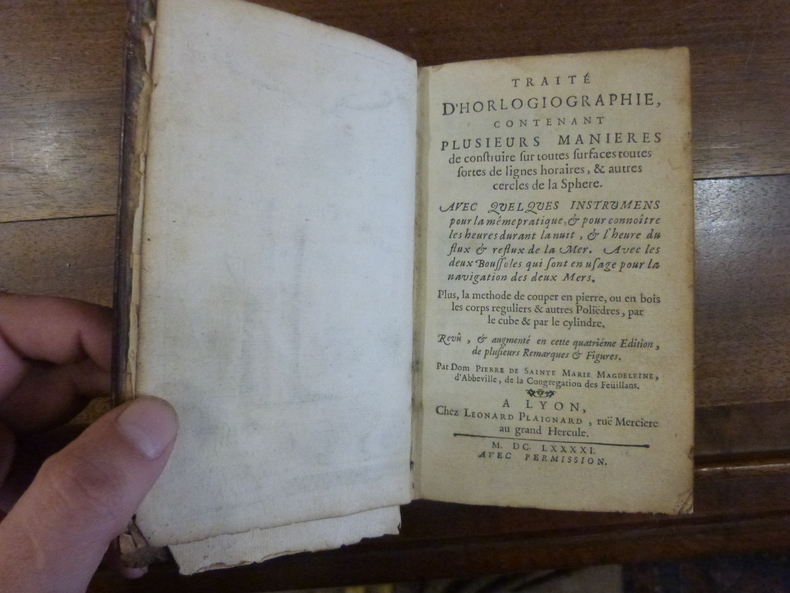 TRAITÉ
D'HORLOGIOGRAPHIE,
CONTENANT
PLUSIEURS MANIERES
de conſtruire ſur toutes ſurfaces toutes
ſortes de lignes horaires, & autres
cercles de la Sphere.
AVEC QUELQUES INSTRUMENS
pour la même pratique, & pour connoître
les heures durant la nuit, & l'heure du
flux & reflux de la Mer. Avec les
deux Bouſſoles qui ſont en uſage pour la
navigation des deux Mers.
Plus, la methode de couper en pierre, ou en bois
les corps reguliers & autres Poliëdres, par
le cube & par le cylindre.
Revû, & augmenté en cette quatriéme Edition,
de pluſieurs Remarques & Figures.
Par Dom PIERRE DE SAINTE MARIE MAGDELEINE,
d'Abbeville, de la Congregation des Feuillans.
A LYON,
Chez LEONARD PLAIGNARD, ruë Merciere
au grand Hercule.
M. DC. LXXXXI.
AVEC PERMISSION.